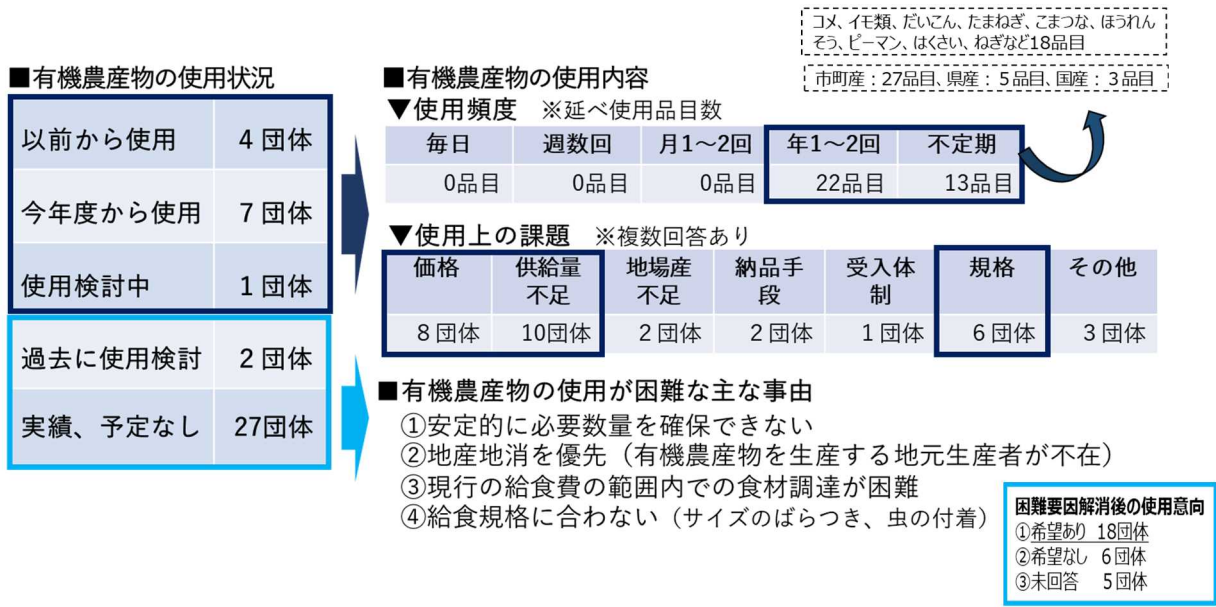 コメ、イモ類、だいこん、たまねぎ、こまつな、ほうれん
そう、ピーマン、はくさい、ねぎなど18品目
市町産：27品目、県産：５品目、国産：３品目
■有機農産物の使用状況
以前から使用 4 団体
今年度から使用 7 団体
使用検討中 1 団体
過去に使用検討 2 団体
実績、予定なし 27団体
■有機農産物の使用内容
▼使用頻度 ※延べ使用品目数
毎日 週数回 月1～2回 年1～2回 不定期
0品目 0品目 0品目 22品目 13品目
▼使用上の課題 ※複数回答あり
価格 供給量 地場産 納品手 受入体 規格 その他
不足 不足 段 制
8 団体 10団体 2 団体 2 団体 1 団体 6 団体 3 団体
■有機農産物の使用が困難な主な事由
①安定的に必要数量を確保できない
②地産地消を優先（有機農産物を生産する地元生産者が不在）
③現行の給食費の範囲内での食材調達が困難
④給食規格に合わない（サイズのばらつき、虫の付着）
困難要因解消後の使用意向
①希望あり 18団体
②希望なし 6団体
③未回答 5団体